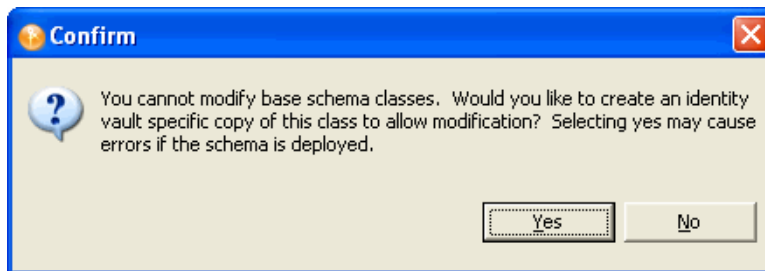 Confirm
You cannot modify base schema classes.  Would you like to create an identity
vault specific copy of this class to allow modification?  Selecting yes may cause
errors if the schema is deployed.
Yes
No